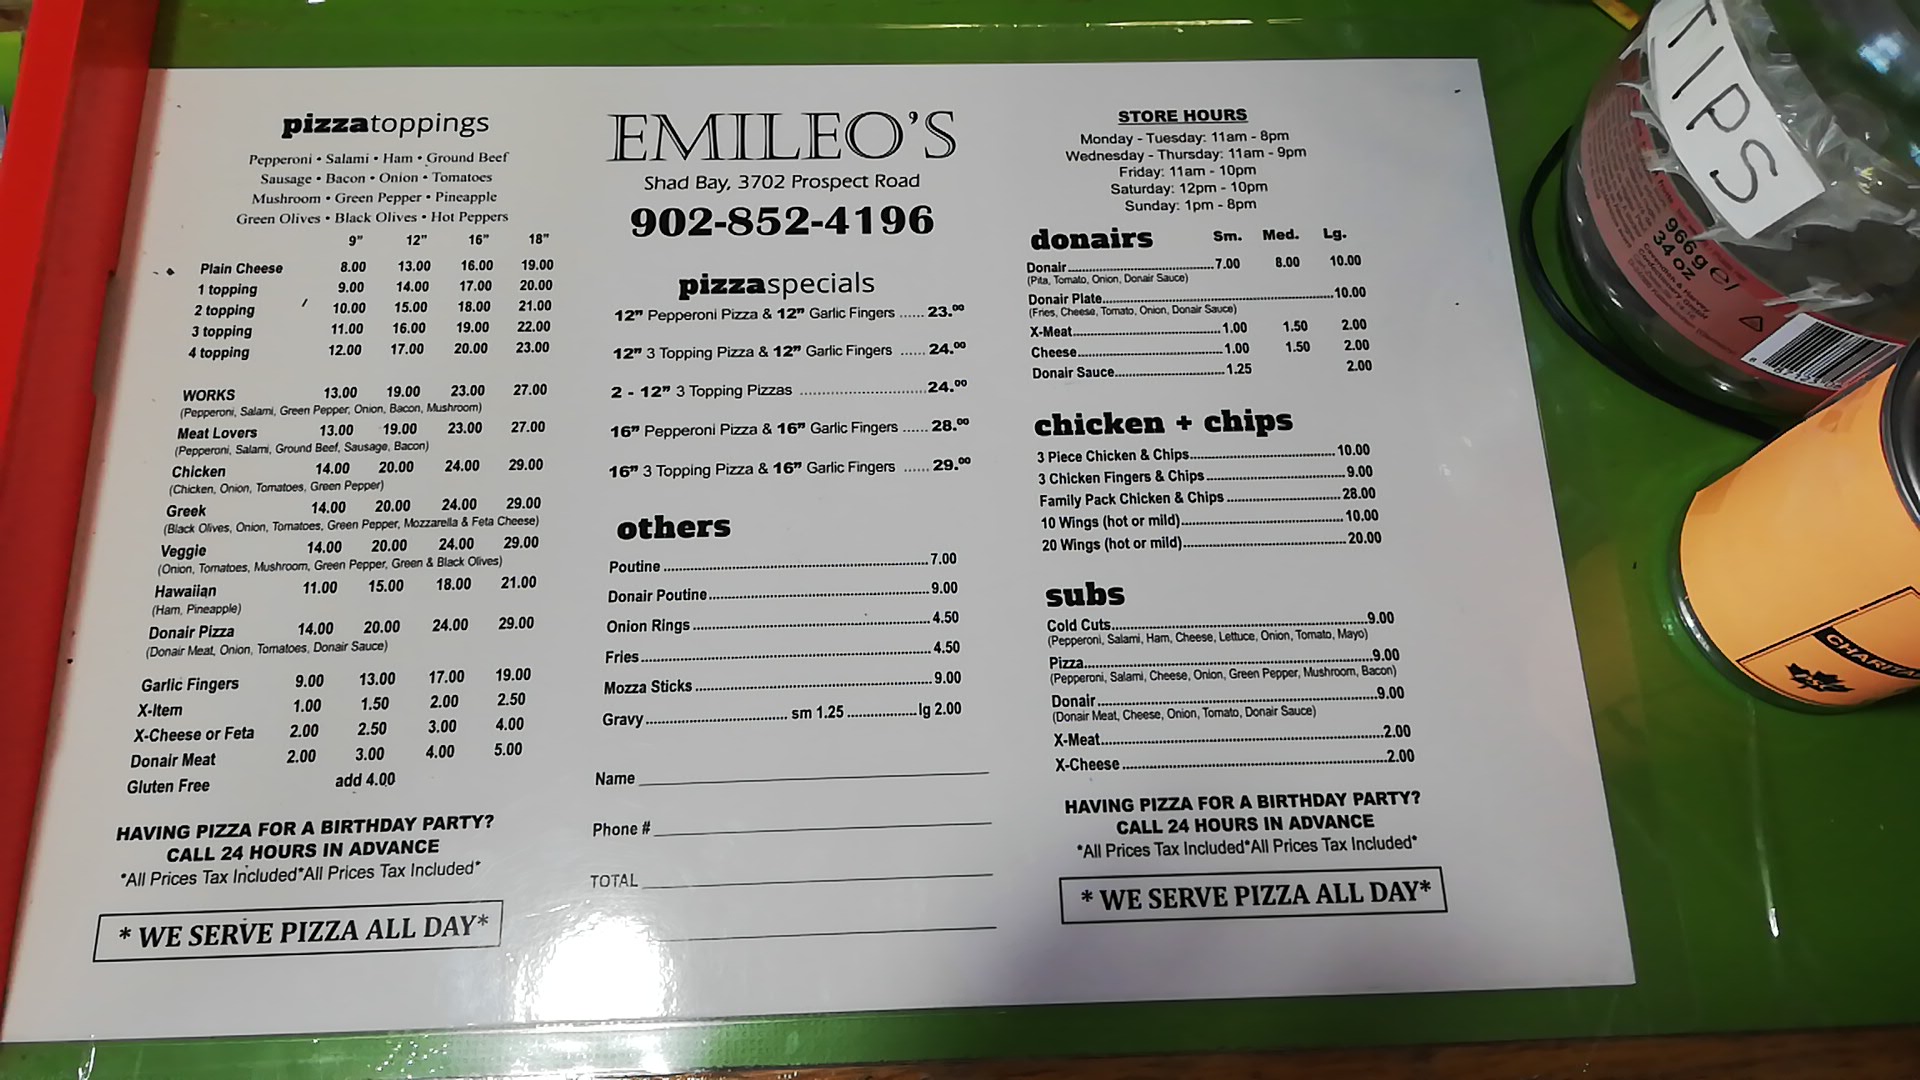 pizzatoppings
Pepperoni • Salami • Ham • Ground Beef
Sausage • Bacon • Onion • Tomatoes
Mushroom • Green Pepper • Pineapple
Green Olives • Black Olives • Hot Peppers
9" 12" 16" 18"
Plain Cheese 8.00 13.00 16.00 19.00
1 topping 9.00 14.00 17.00 20.00
2 topping 10.00 15.00 18.00 21.00
3 topping 11.00 16.00 19.00 22.00
4 topping 12.00 17.00 20.00 23.00
WORKS 13.00 19.00 23.00 27.00
(Pepperoni, Salami, Green Pepper, Onion, Bacon, Mushroom)
Meat Lovers 13.00 19.00 23.00 27.00
(Pepperoni, Salami, Ground Beef, Sausage, Bacon)
Chicken 14.00 20.00 24.00 29.00
(Chicken, Onion, Tomatoes, Green Pepper)
Greek 14.00 20.00 24.00 29.00
(Black Olives, Onion, Tomatoes, Green Pepper, Mozzarella & Feta Cheese)
Veggie 14.00 20.00 24.00 29.00
(Onion, Tomatoes, Mushroom, Green Pepper, Green & Black Olives)
Hawaiian 11.00 15.00 18.00 21.00
(Ham, Pineapple)
Donair Pizza 14.00 20.00 24.00 29.00
(Donair Meat, Onion, Tomatoes, Donair Sauce)
Garlic Fingers 9.00 13.00 17.00 19.00
X-Item 1.00 1.50 2.00 2.50
X-Cheese or Feta 2.00 2.50 3.00 4.00
Donair Meat 2.00 3.00 4.00 5.00
Gluten Free add 4.00
HAVING PIZZA FOR A BIRTHDAY PARTY?
CALL 24 HOURS IN ADVANCE
*All Prices Tax Included*All Prices Tax Included*
* WE SERVE PIZZA ALL DAY*
EMILEO'S
Shad Bay, 3702 Prospect Road
902-852-4196
pizzaspecials
12" Pepperoni Pizza & 12" Garlic Fingers ...... 23.00
12" 3 Topping Pizza & 12" Garlic Fingers ...... 24.00
2 - 12" 3 Topping Pizzas ............................ 24.00
16" Pepperoni Pizza & 16" Garlic Fingers ...... 28.00
16" 3 Topping Pizza & 16" Garlic Fingers ...... 29.00
others
Poutine ........ 7.00
Donair Poutine ........ 9.00
Onion Rings ........ 4.50
Fries ........ 4.50
Mozza Sticks ........ 9.00
Gravy ........ sm 1.25 ........ lg 2.00
Name
Phone #
TOTAL
STORE HOURS
Monday - Tuesday: 11am - 8pm
Wednesday - Thursday: 11am - 9pm
Friday: 11am - 10pm
Saturday: 12pm - 10pm
Sunday: 1pm - 8pm
donairs Sm. Med. Lg.
Donair ........ 7.00 8.00 10.00
(Pita, Tomato, Onion, Donair Sauce)
Donair Plate ........ 10.00
(Fries, Cheese, Tomato, Onion, Donair Sauce)
X-Meat ........ 1.00 1.50 2.00
Cheese ........ 1.00 1.50 2.00
Donair Sauce ........ 1.25 2.00
chicken + chips
3 Piece Chicken & Chips ........ 10.00
3 Chicken Fingers & Chips ........ 9.00
Family Pack Chicken & Chips ........ 28.00
10 Wings (hot or mild) ........ 10.00
20 Wings (hot or mild) ........ 20.00
subs
Cold Cuts ........ 9.00
(Pepperoni, Salami, Ham, Cheese, Lettuce, Onion, Tomato, Mayo)
Pizza ........ 9.00
(Pepperoni, Salami, Cheese, Onion, Green Pepper, Mushroom, Bacon)
Donair ........ 9.00
(Donair Meat, Cheese, Onion, Tomato, Donair Sauce)
X-Meat ........ 2.00
X-Cheese ........ 2.00
HAVING PIZZA FOR A BIRTHDAY PARTY?
CALL 24 HOURS IN ADVANCE
*All Prices Tax Included*All Prices Tax Included*
* WE SERVE PIZZA ALL DAY*
TIPS
966g e
34 oz